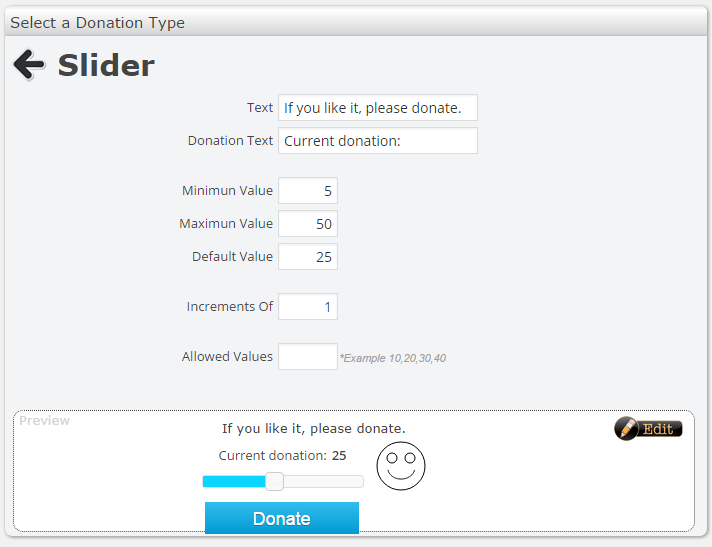 Select a Donation Type
Slider
Text If you like it, please donate.
Donation Text Current donation:
Minimun Value 5
Maximun Value 50
Default Value 25
Increments Of 1
Allowed Values *Example 10,20,30,40
Preview
Edit
If you like it, please donate.
Current donation: 25
Donate